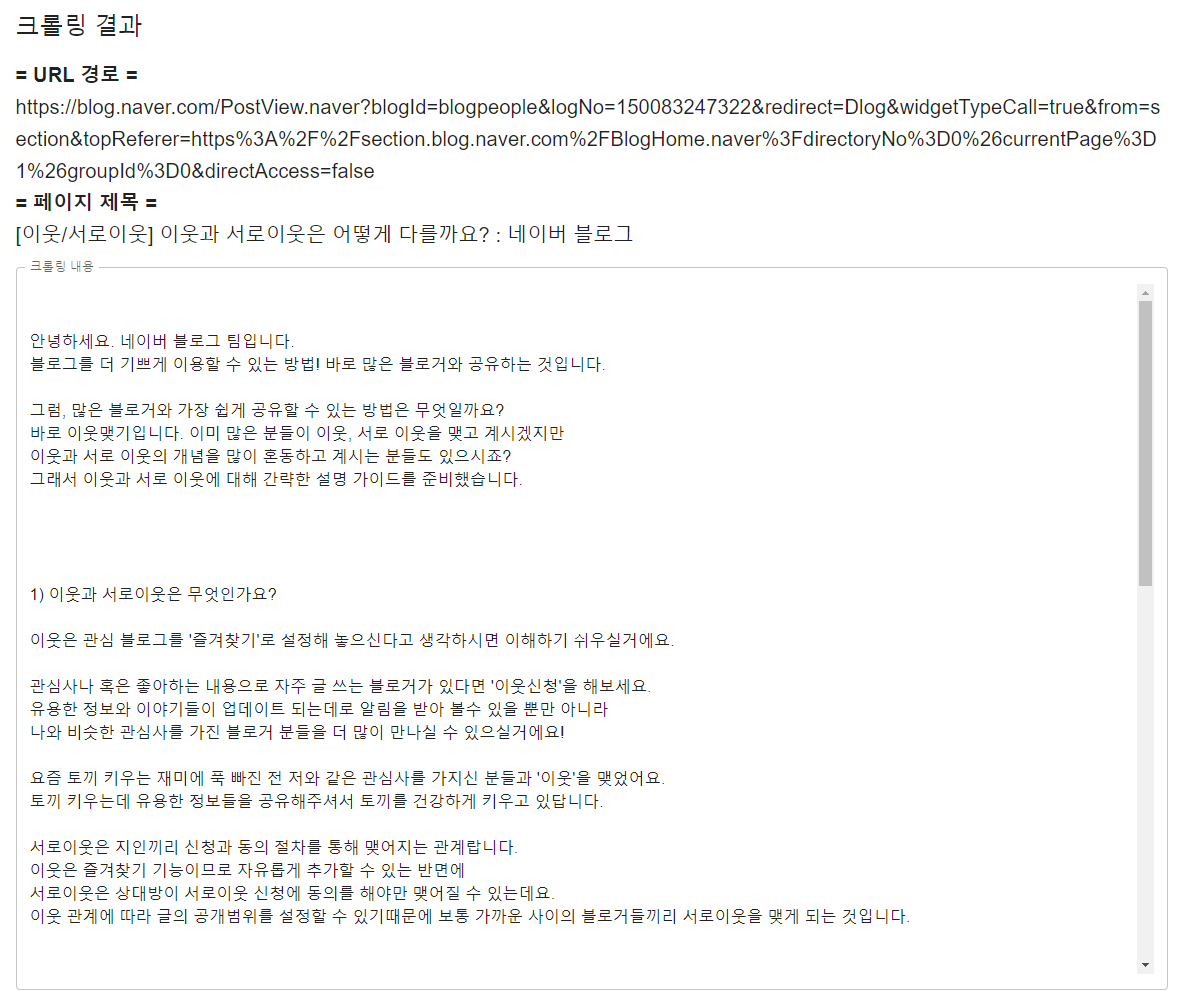 크롤링 결과
= URL 경로 =
https://blog.naver.com/PostView.naver?blogId=blogpeople&logNo=150083247322&redirect=Dlog&widgetTypeCall=true&from=s
ection&topReferer=https%3A%2F%2Fsection.blog.naver.com%2FBlogHome.naver%3FdirectoryNo%3D0%26currentPage%3D
1%26groupId%3D0&directAccess=false
= 페이지 제목 =
[이웃/서로이웃] 이웃과 서로이웃은 어떻게 다를까요? : 네이버 블로그
크롤링 내용
안녕하세요. 네이버 블로그 팀입니다.
블로그를 더 기쁘게 이용할 수 있는 방법! 바로 많은 블로거와 공유하는 것입니다.
그럼, 많은 블로거와 가장 쉽게 공유할 수 있는 방법은 무엇일까요?
바로 이웃맺기입니다. 이미 많은 분들이 이웃, 서로 이웃을 맺고 계시겠지만
이웃과 서로 이웃의 개념을 많이 혼동하고 계시는 분들도 있으시죠?
그래서 이웃과 서로 이웃에 대해 간략한 설명 가이드를 준비했습니다.
1) 이웃과 서로이웃은 무엇인가요?
이웃은 관심 블로그를 '즐겨찾기'로 설정해 놓으신다고 생각하시면 이해하기 쉬우실거에요.
관심사나 혹은 좋아하는 내용으로 자주 글 쓰는 블로거가 있다면 '이웃신청'을 해보세요.
유용한 정보와 이야기들이 업데이트 되는데로 알림을 받아 볼수 있을 뿐만 아니라
나와 비슷한 관심사를 가진 블로거 분들을 더 많이 만나실 수 있으실거에요!
요즘 토끼 키우는 재미에 푹 빠진 전 저와 같은 관심사를 가지신 분들과 '이웃'을 맺었어요.
토끼 키우는데 유용한 정보들을 공유해주셔서 토끼를 건강하게 키우고 있답니다.
서로이웃은 지인끼리 신청과 동의 절차를 통해 맺어지는 관계랍니다.
이웃은 즐겨찾기 기능이므로 자유롭게 추가할 수 있는 반면에
서로이웃은 상대방이 서로이웃 신청에 동의를 해야만 맺어질 수 있는데요.
이웃 관계에 따라 글의 공개범위를 설정할 수 있기때문에 보통 가까운 사이의 블로거들끼리 서로이웃을 맺게 되는 것입니다.